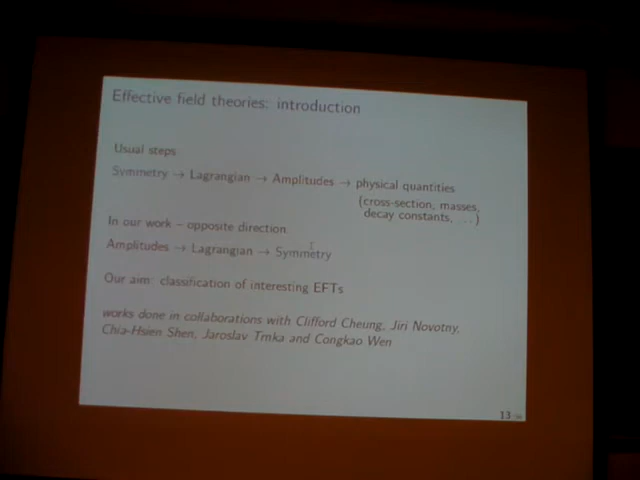 Effective field theories: introduction
Usual steps
Symmetry → Lagrangian → Amplitudes → physical quantities
(cross-section, masses,
decay constants, ...)
In our work – opposite direction
Amplitudes → Lagrangian → Symmetry
Our aim: classification of interesting EFTs
works done in collaborations with Clifford Cheung, Jiri Novotny,
Chia-Hsien Shen, Jaroslav Trnka and Congkao Wen
13